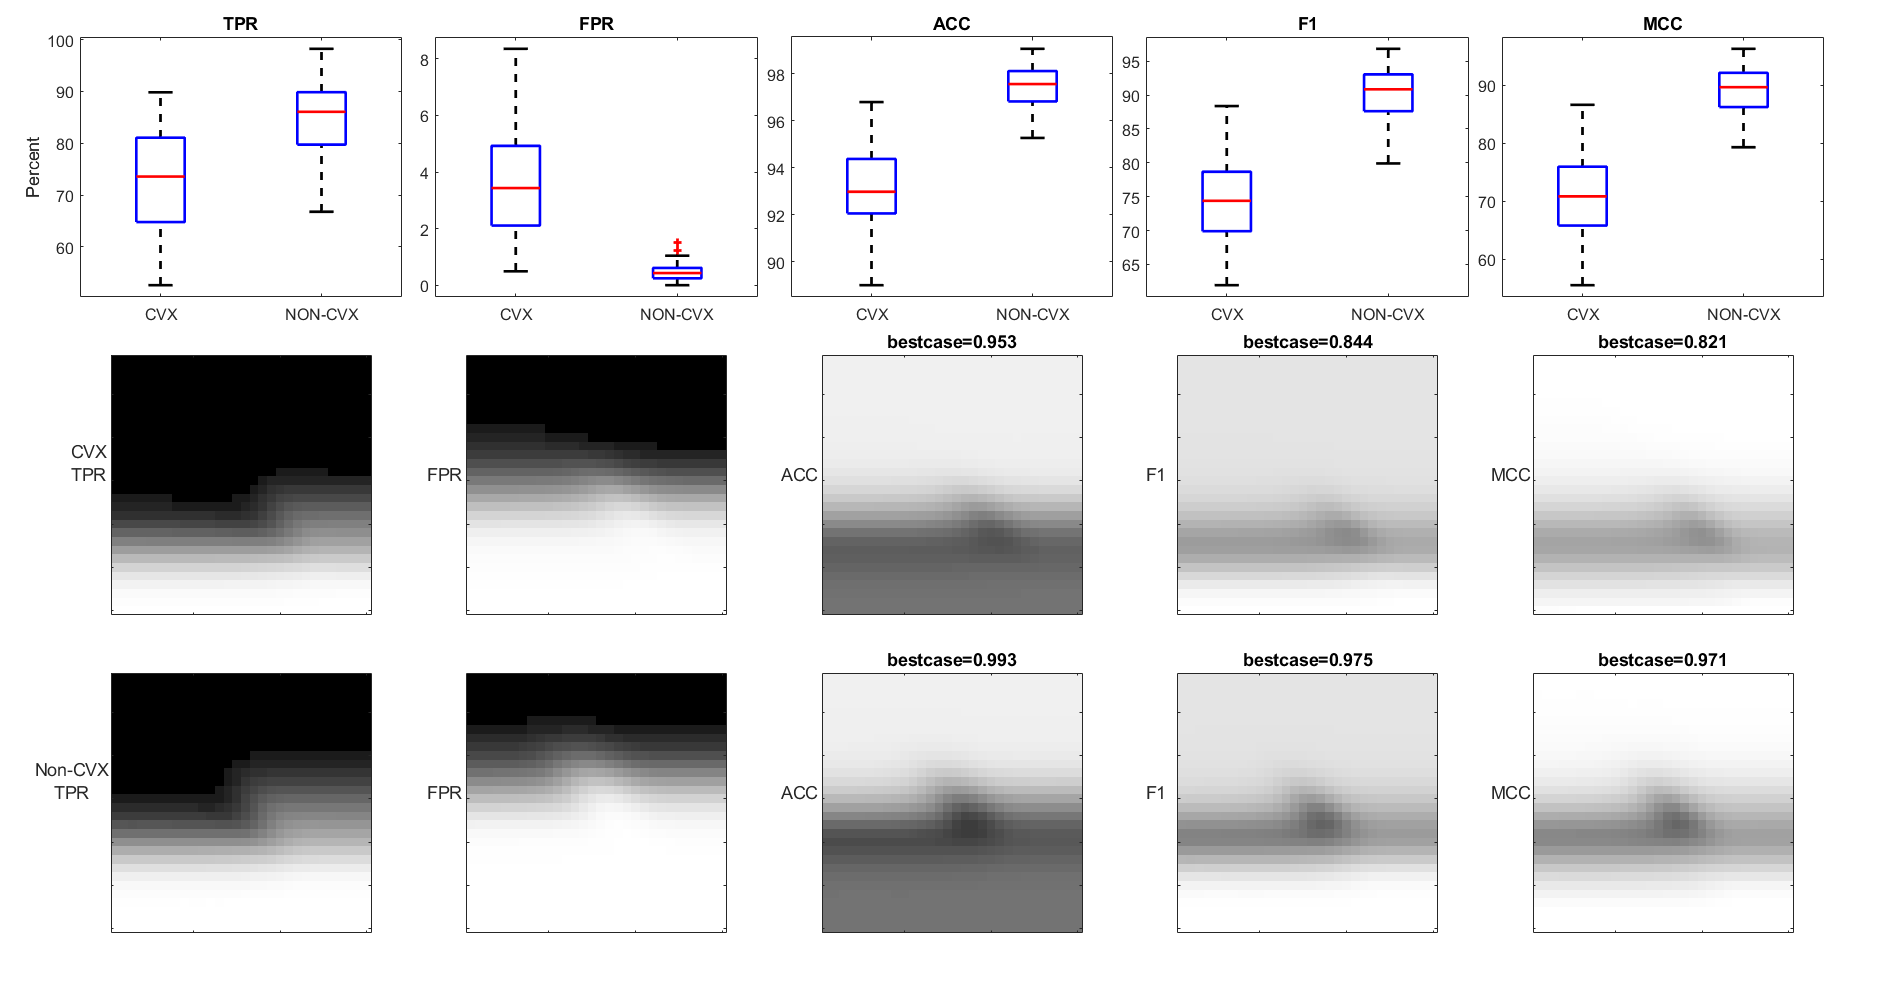 TPR
FPR
ACC
F1
MCC
Percent
100
90
80
70
60
CVX
NON-CVX
8
6
4
2
0
CVX
NON-CVX
98
96
94
92
90
CVX
NON-CVX
95
90
85
80
75
70
65
CVX
NON-CVX
90
80
70
60
CVX
NON-CVX
CVX
TPR
FPR
bestcase=0.953
ACC
bestcase=0.844
F1
bestcase=0.821
MCC
Non-CVX
TPR
FPR
bestcase=0.993
ACC
bestcase=0.975
F1
bestcase=0.971
MCC